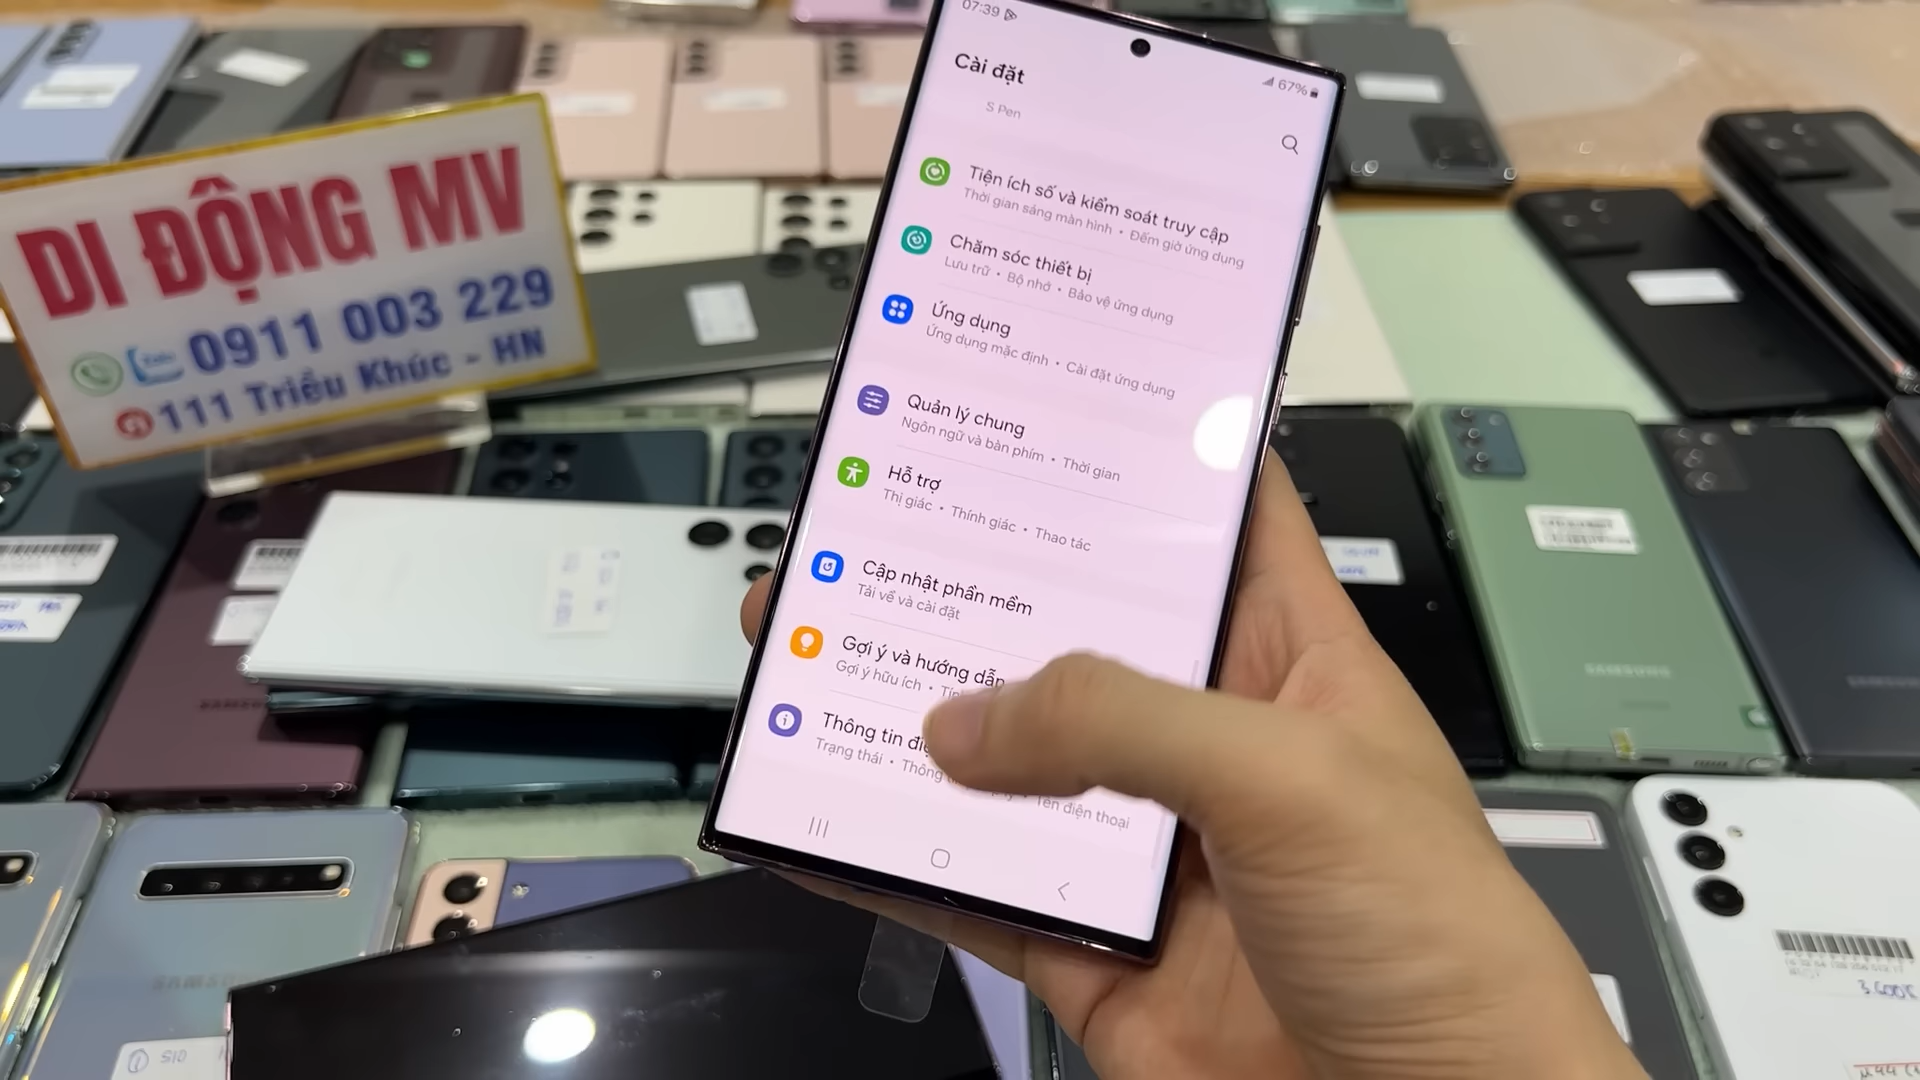 07:39
67%
Cài đặt
S Pen
Tiện ích số và kiểm soát truy cập
Thời gian sáng màn hình • Đếm giờ ứng dụng
Chăm sóc thiết bị
Lưu trữ • Bộ nhớ • Bảo vệ ứng dụng
Ứng dụng
Ứng dụng mặc định • Cài đặt ứng dụng
Quản lý chung
Ngôn ngữ và bàn phím • Thời gian
Hỗ trợ
Thị giác • Thính giác • Thao tác
Cập nhật phần mềm
Tải về và cài đặt
Gợi ý và hướng dẫn
Gợi ý hữu ích •
Thông tin
Trạng thái • Thông • Tên điện thoại
DI ĐỘNG MV
0911 003 229
111 Triều Khúc - HN
SAMSUNG
S10